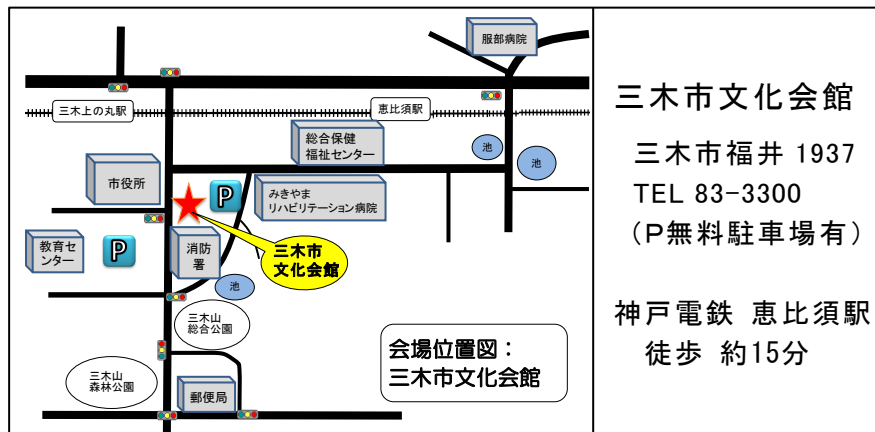 服部病院
三木上の丸駅
恵比須駅
総合保健
福祉センター
池
池
市役所
P
みきやま
リハビリテーション病院
教育セ
ンター
P
消防
署
三木市
文化会館
池
三木山
総合公園
三木山
森林公園
郵便局
会場位置図：
三木市文化会館
三木市文化会館
三木市福井 1937
TEL 83-3300
（P無料駐車場有）
神戸電鉄 恵比須駅
徒歩 約15分